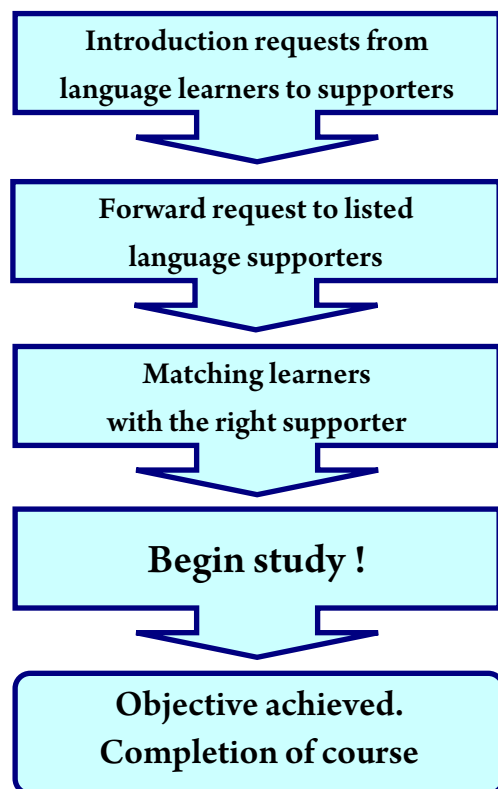 Introduction requests from
language learners to supporters
Forward request to listed
language supporters
Matching learners
with the right supporter
Begin study !
Objective achieved.
Completion of course